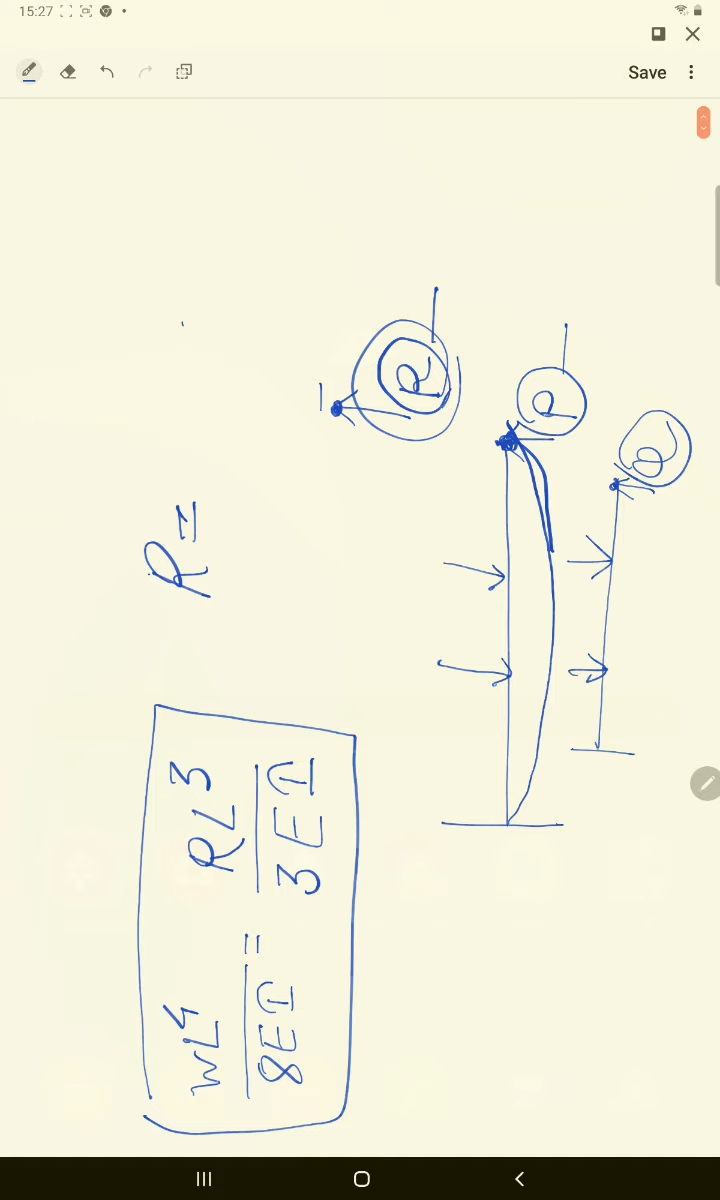 15:27
Save
R
P
R=
wL⁴/8EI = RL³/3EI